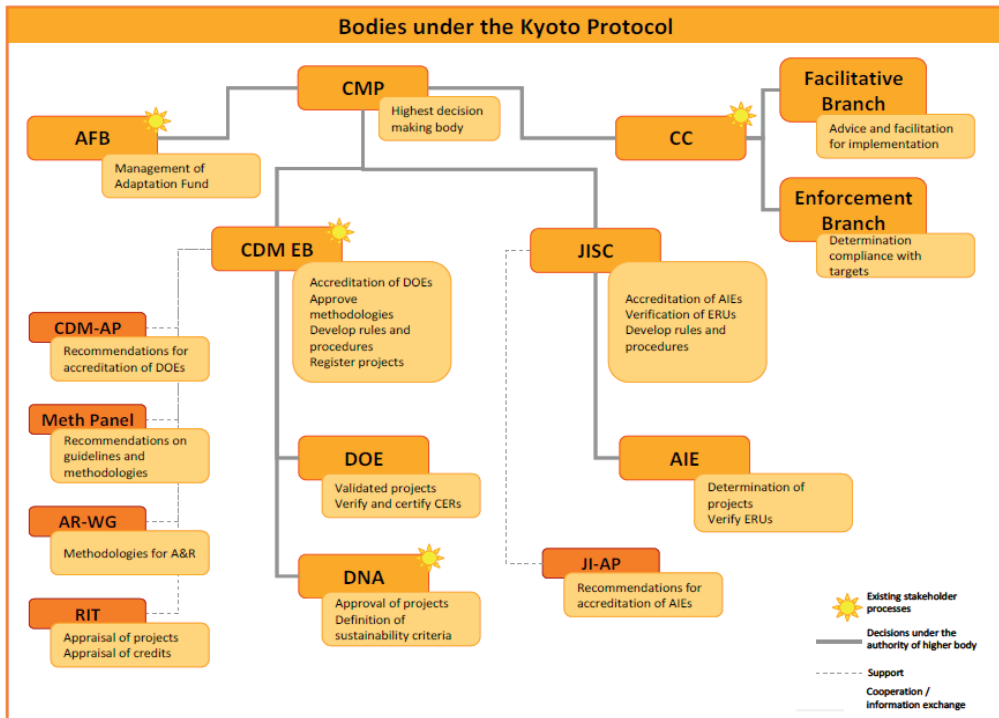 Bodies under the Kyoto Protocol
CMP
Highest decision
making body
AFB
Management of
Adaptation Fund
CC
Facilitative
Branch
Advice and facilitation
for implementation
Enforcement
Branch
Determination
compliance with
targets
CDM EB
Accreditation of DOEs
Approve
methodologies
Develop rules and
procedures
Register projects
JISC
Accreditation of AIEs
Verification of ERUs
Develop rules and
procedures
CDM-AP
Recommendations for
accreditation of DOEs
Meth Panel
Recommendations on
guidelines and
methodologies
AR-WG
Methodologies for A&R
RIT
Appraisal of projects
Appraisal of credits
DOE
Validated projects
Verify and certify CERs
DNA
Approval of projects
Definition of
sustainability criteria
AIE
Determination of
projects
Verify ERUs
JI-AP
Recommendations for
accreditation of AIEs
Existing stakeholder
processes
Decisions under the
authority of higher body
Support
Cooperation /
information exchange